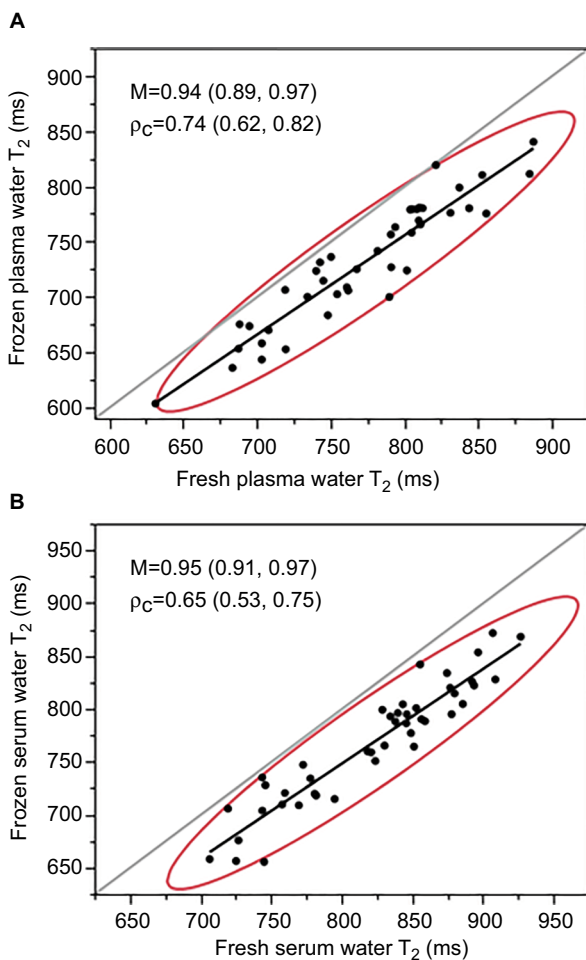 A
M=0.94 (0.89, 0.97)
ρc=0.74 (0.62, 0.82)
Frozen plasma water T2 (ms)
900
850
800
750
700
650
600
600 650 700 750 800 850 900
Fresh plasma water T2 (ms)
B
M=0.95 (0.91, 0.97)
ρc=0.65 (0.53, 0.75)
Frozen serum water T2 (ms)
950
900
850
800
750
700
650
650 700 750 800 850 900 950
Fresh serum water T2 (ms)